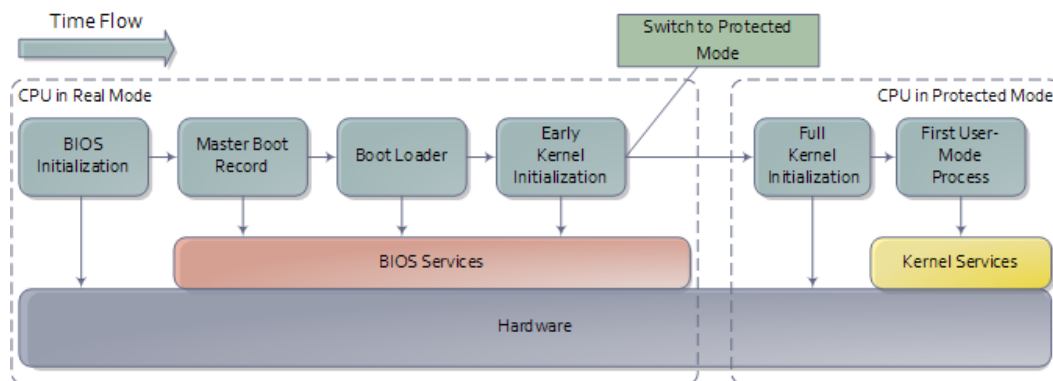 Time Flow
Switch to Protected
Mode
CPU in Real Mode
CPU in Protected Mode
BIOS
Initialization
Master Boot
Record
Boot Loader
Early
Kernel
Initialization
Full
Kernel
Initialization
First User-
Mode
Process
BIOS Services
Kernel Services
Hardware